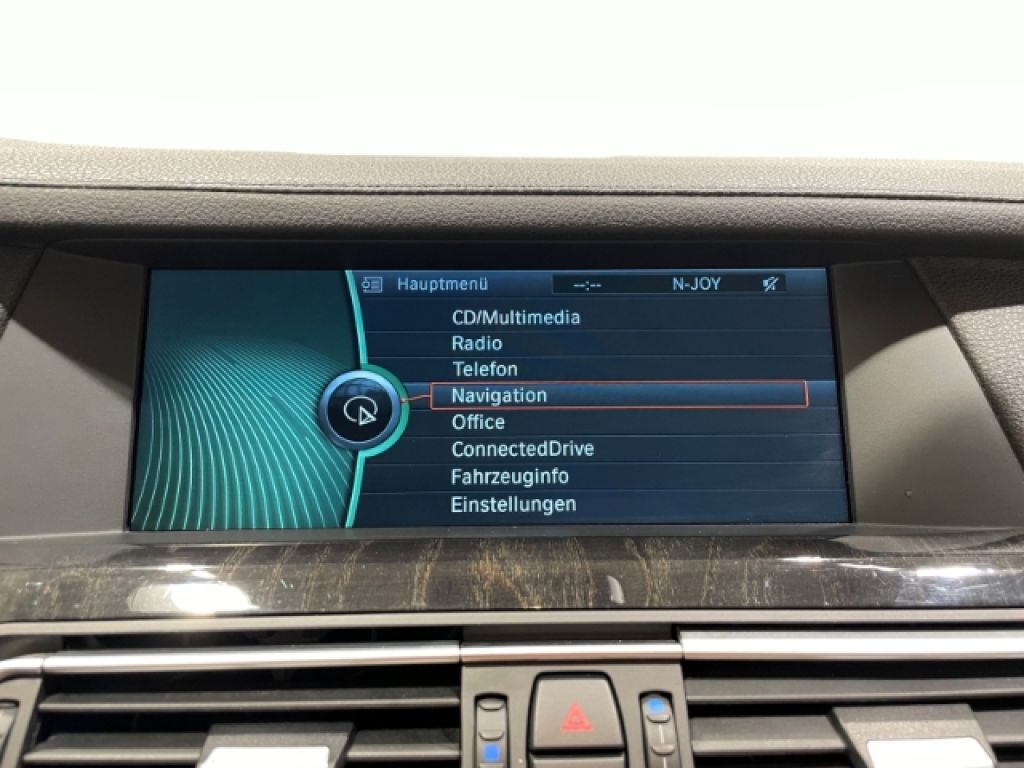 Hauptmenü --:-- N-JOY
CD/Multimedia
Radio
Telefon
Navigation
Office
ConnectedDrive
Fahrzeuginfo
Einstellungen